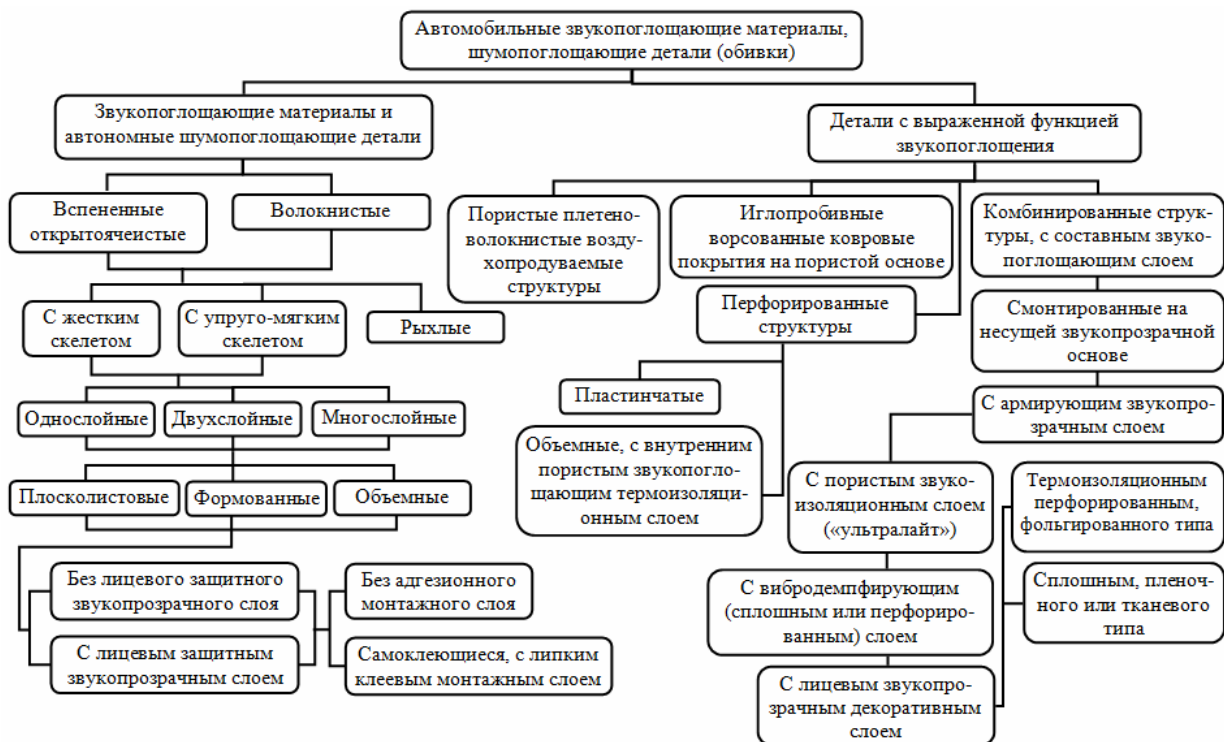 Автомобильные звукопоглощающие материалы,
шумопоглощающие детали (обивки)
Звукопоглощающие материалы и
автономные шумопоглощающие детали
Детали с выраженной функцией
звукопоглощения
Вспененные
открытоячеистые
Волокнистые
Пористые плетено-
волокнистые возду-
хопродуваемые
структуры
Иглопробивные
ворсованные ковровые
покрытия на пористой основе
Комбинированные струк-
туры, с составным звуко-
поглощающим слоем
С жестким
скелетом
С упруго-мягким
скелетом
Рыхлые
Перфорированные
структуры
Смонтированные на
несущей звукопрозрачной
основе
Пластинчатые
С армирующим звукопро-
зрачным слоем
Однослойные
Двухслойные
Многослойные
Объемные, с внутренним
пористым звукопогло-
щающим термоизоляци-
онным слоем
С пористым звуко-
изоляционным слоем
(«ультралайт»)
Термоизоляционным
перфорированным,
фольгированного типа
Плосколистовые
Формованные
Объемные
Без лицевого защитного
звукопрозрачного слоя
Без адгезионного
монтажного слоя
С вибродемпфирующим
(сплошным или перфориро-
ванным) слоем
Сплошным, пленоч-
ного или тканевого
типа
С лицевым защитным
звукопрозрачным слоем
Самоклеющиеся, с липким
клеевым монтажным слоем
С лицевым звукопро-
зрачным декоративным
слоем